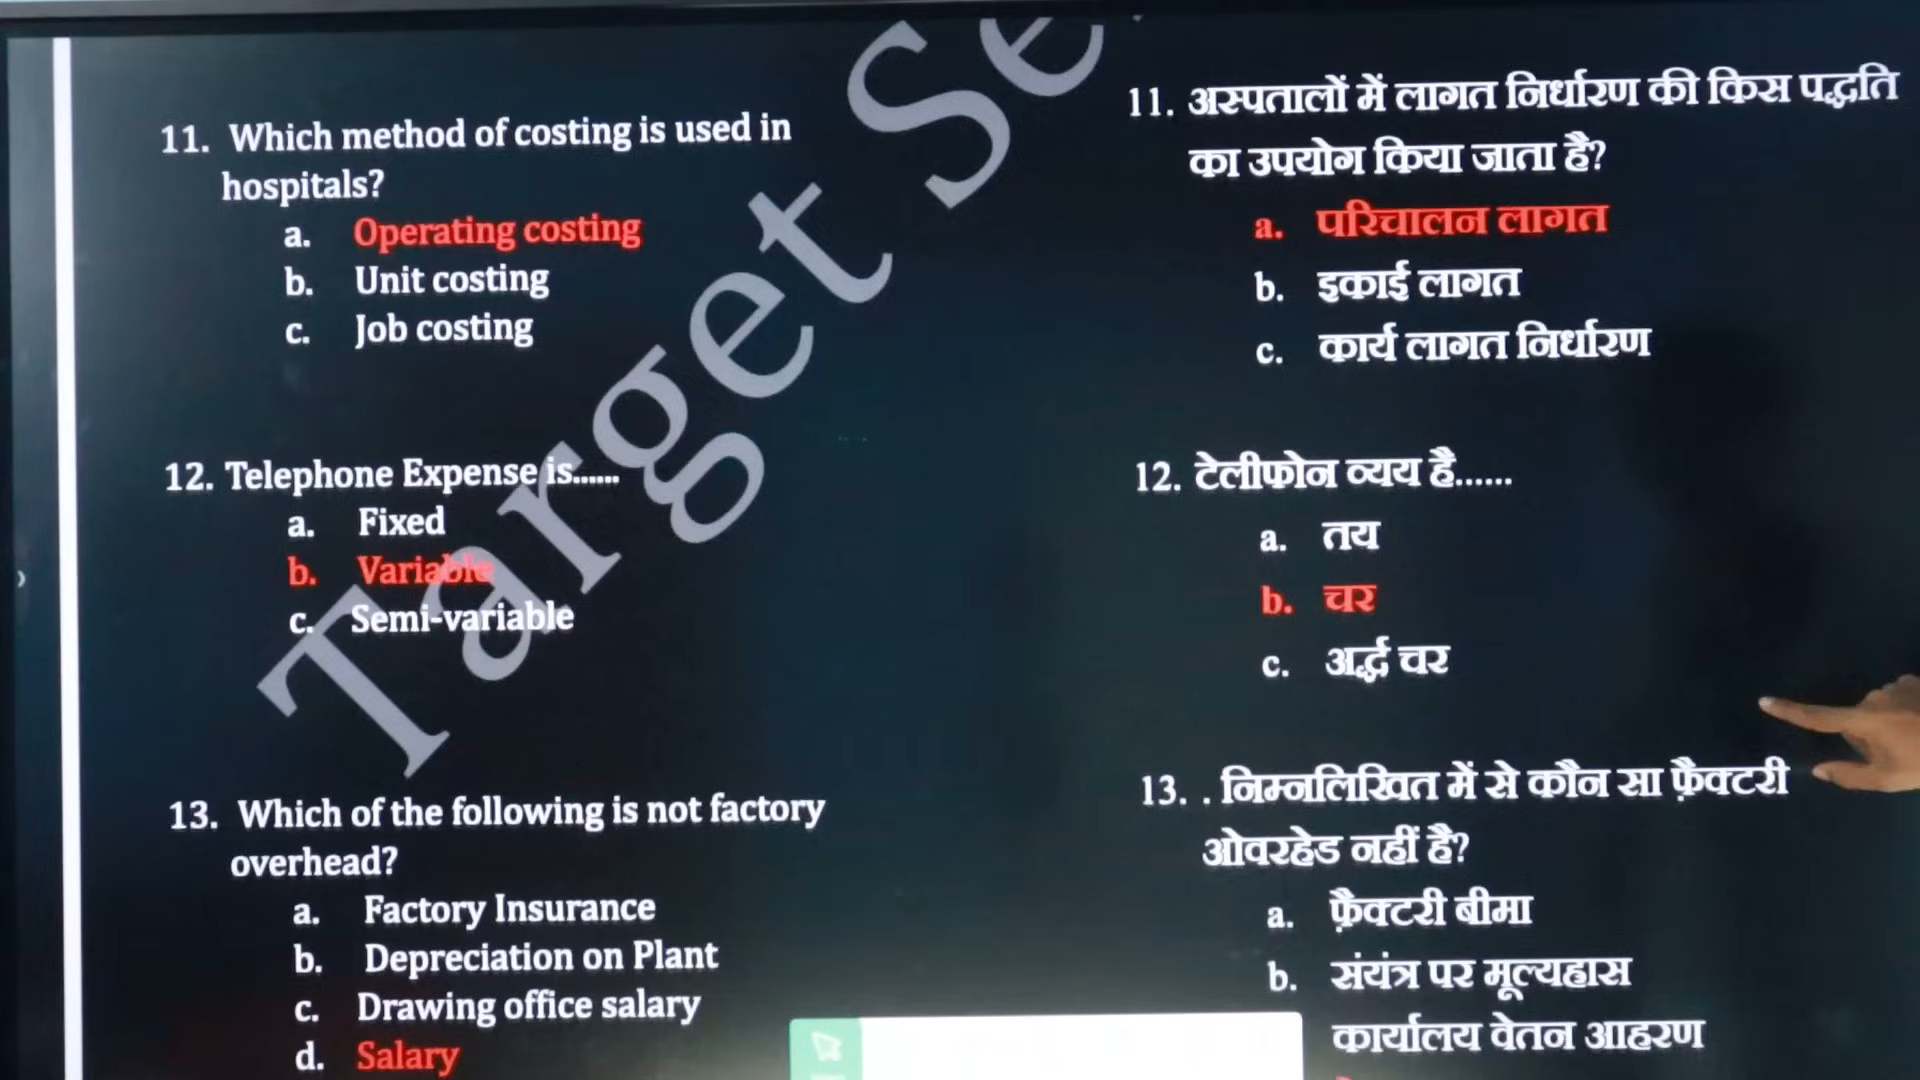 11. Which method of costing is used in
hospitals?
a. Operating costing
b. Unit costing
c. Job costing
12. Telephone Expense is......
a. Fixed
b. Variable
c. Semi-variable
13. Which of the following is not factory
overhead?
a. Factory Insurance
b. Depreciation on Plant
c. Drawing office salary
d. Salary
11. अस्पतालों में लागत निर्धारण की किस पद्धति
का उपयोग किया जाता है?
a. परिचालन लागत
b. इकाई लागत
c. कार्य लागत निर्धारण
12. टेलीफोन व्यय है......
a. तय
b. चर
c. अर्द्ध चर
13. . निम्नलिखित में से कौन सा फ़ैक्टरी
ओवरहेड नहीं है?
a. फ़ैक्टरी बीमा
b. संयंत्र पर मूल्यहास
कार्यालय वेतन आहरण
Target Se